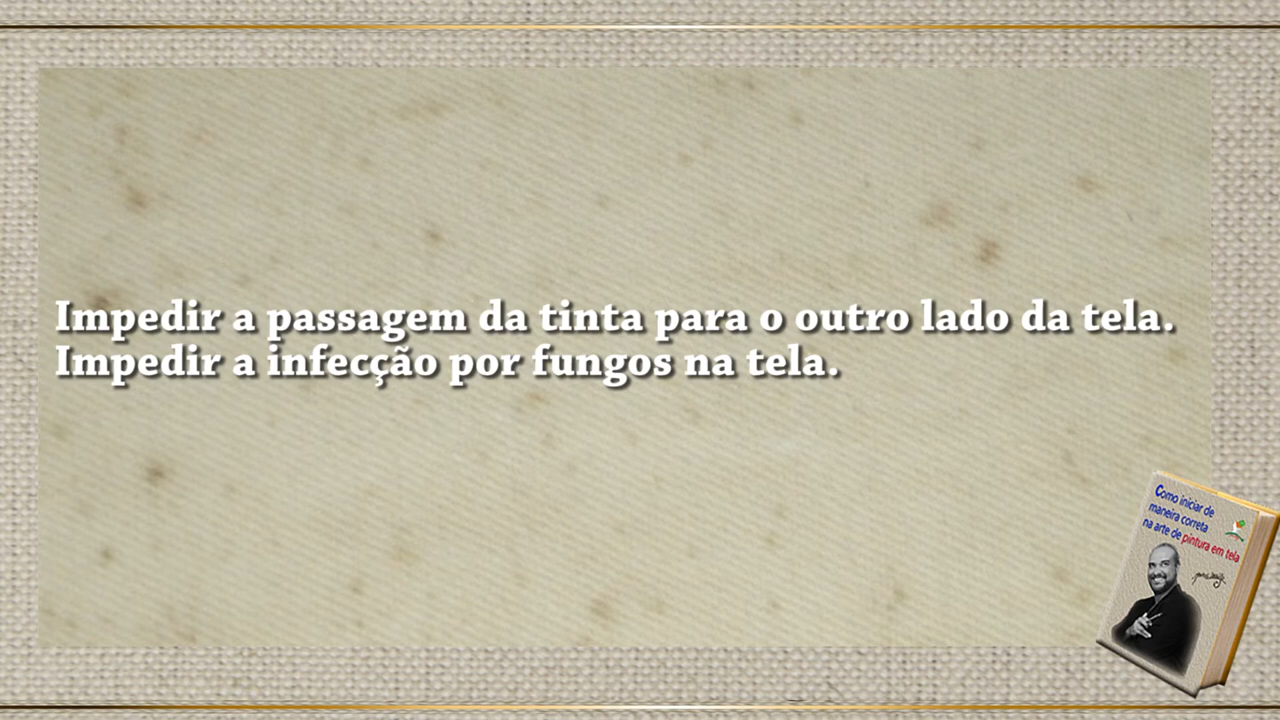 Impedir a passagem da tinta para o outro lado da tela.
Impedir a infecção por fungos na tela.
Como iniciar de
maneira correta
na arte de pintura em tela